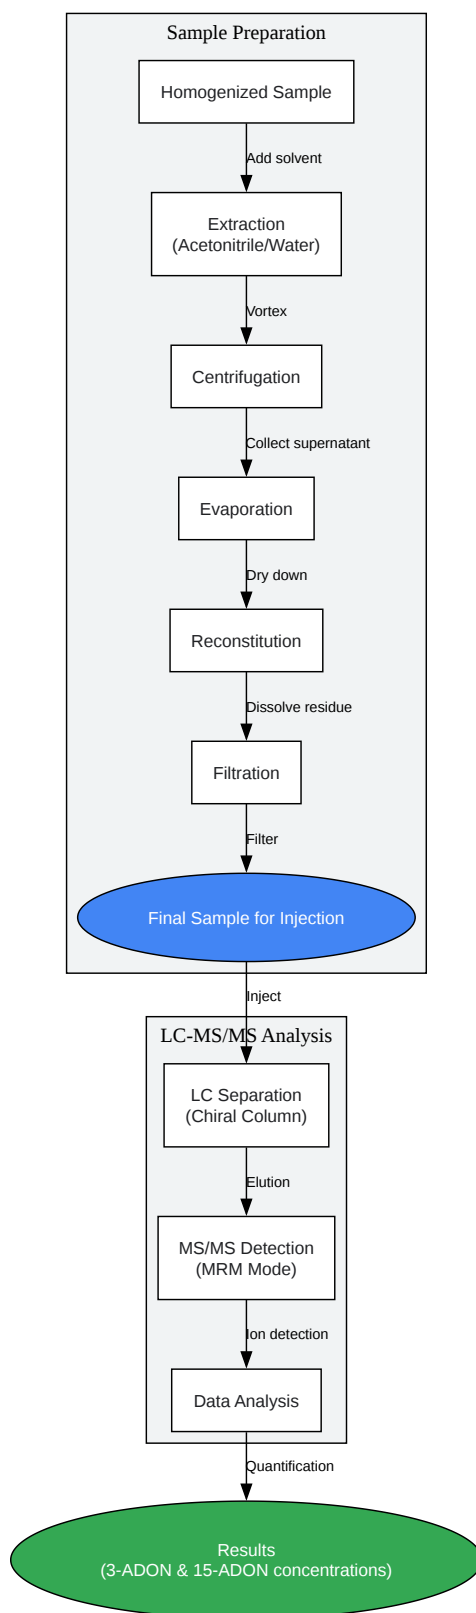 Sample Preparation
Homogenized Sample
Add solvent
Extraction
(Acetonitrile/Water)
Vortex
Centrifugation
Collect supernatant
Evaporation
Dry down
Reconstitution
Dissolve residue
Filtration
Filter
Final Sample for Injection
Inject
LC-MS/MS Analysis
LC Separation
(Chiral Column)
Elution
MS/MS Detection
(MRM Mode)
Ion detection
Data Analysis
Quantification
Results
(3-ADON & 15-ADON concentrations)